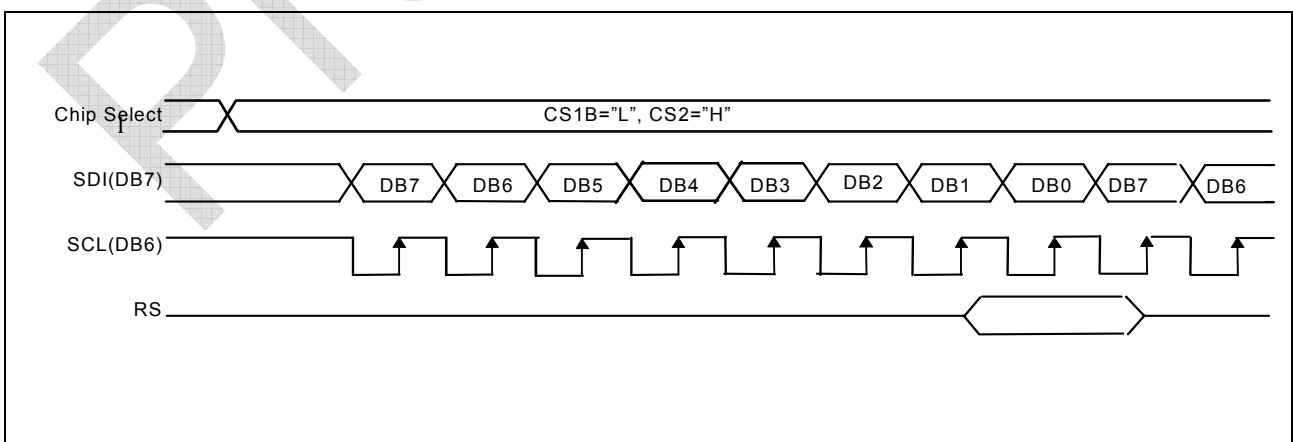 Chip Select
I
CS1B="L", CS2="H"
SDI(DB7)
DB7 DB6 DB5 DB4 DB3 DB2 DB1 DB0 DB7 DB6
SCL(DB6)
RS